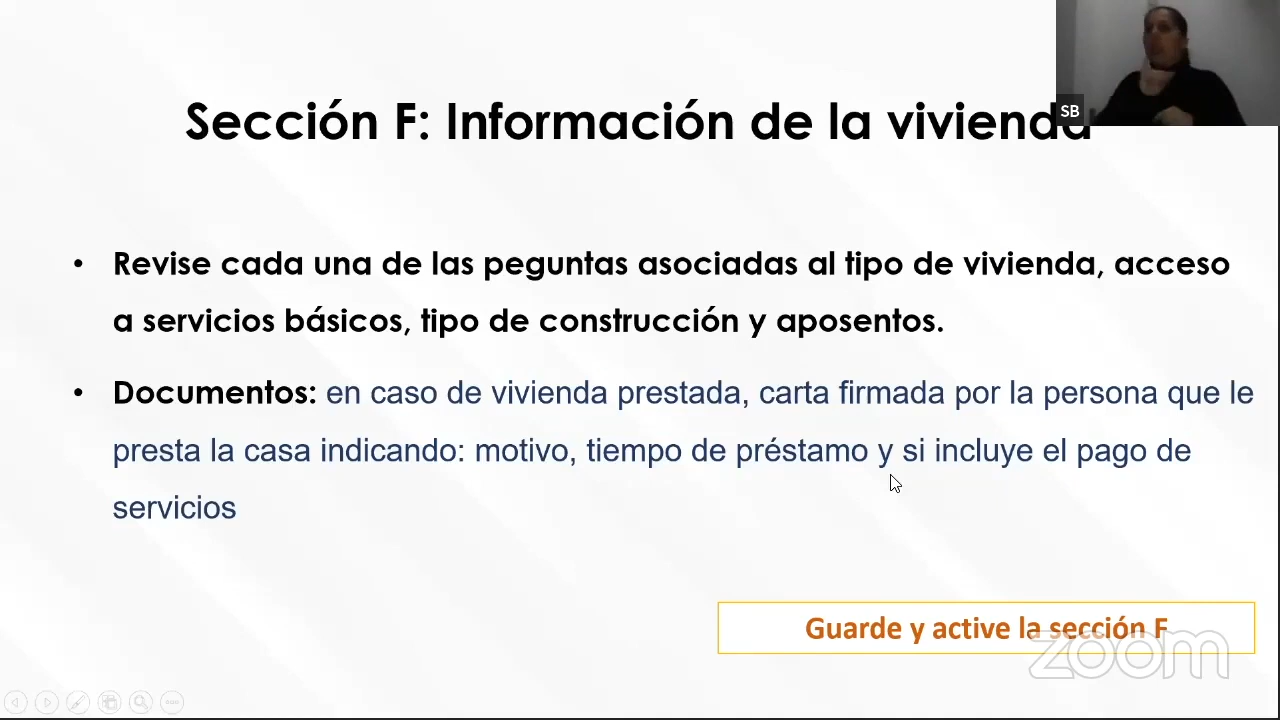 Sección F: Información de la vivienda
SB
• Revise cada una de las peguntas asociadas al tipo de vivienda, acceso
a servicios básicos, tipo de construcción y aposentos.
• Documentos: en caso de vivienda prestada, carta firmada por la persona que le
presta la casa indicando: motivo, tiempo de préstamo y si incluye el pago de
servicios
Guarde y active la sección F
zoom